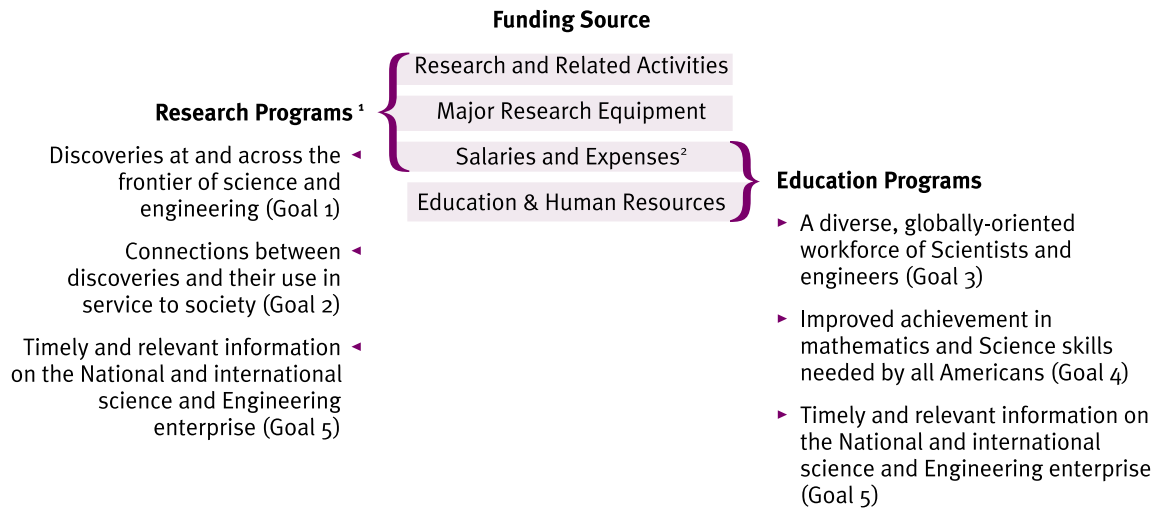 Funding Source
Research and Related Activities
Major Research Equipment
Salaries and Expenses²
Education & Human Resources
Research Programs ¹
Discoveries at and across the
frontier of science and
engineering (Goal 1)
Connections between
discoveries and their use in
service to society (Goal 2)
Timely and relevant information
on the National and international
science and Engineering
enterprise (Goal 5)
Education Programs
A diverse, globally-oriented
workforce of Scientists and
engineers (Goal 3)
Improved achievement in
mathematics and Science skills
needed by all Americans (Goal 4)
Timely and relevant information on
the National and international
science and Engineering enterprise
(Goal 5)